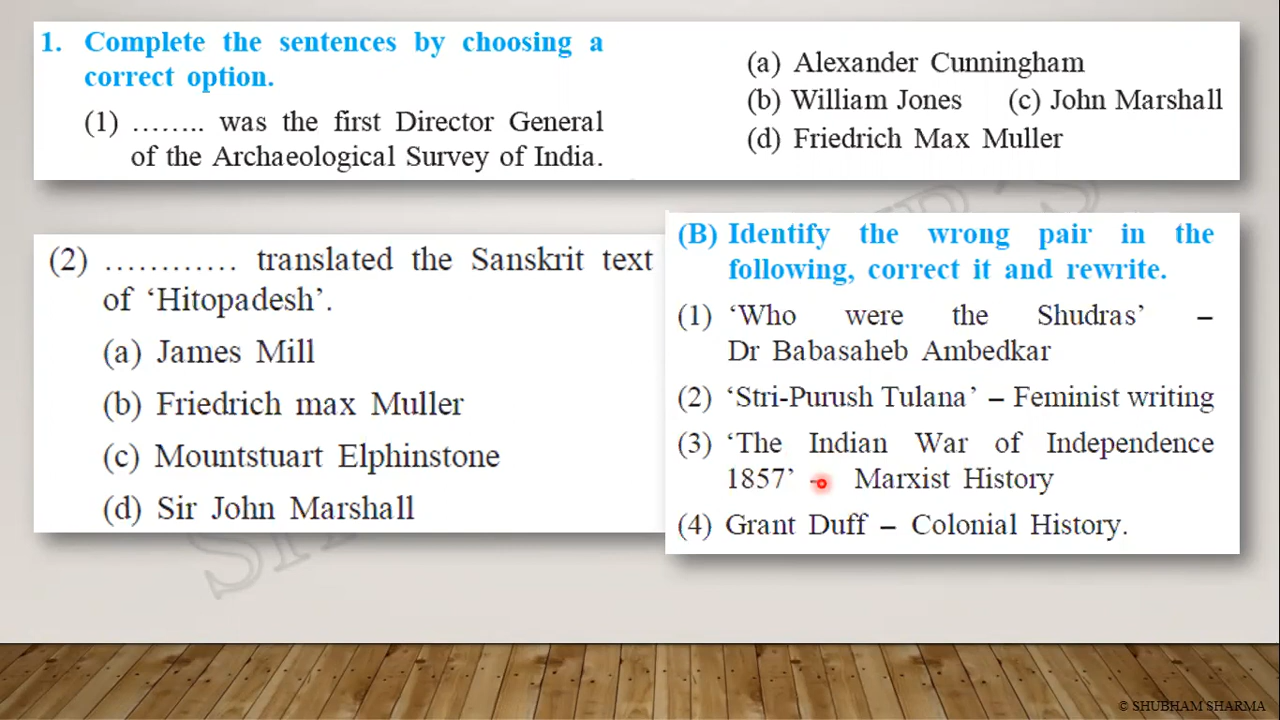 1. Complete the sentences by choosing a
correct option.
(1) …….. was the first Director General
of the Archaeological Survey of India.
(a) Alexander Cunningham
(b) William Jones (c) John Marshall
(d) Friedrich Max Muller
(2) ………… translated the Sanskrit text
of ‘Hitopadesh’.
(a) James Mill
(b) Friedrich max Muller
(c) Mountstuart Elphinstone
(d) Sir John Marshall
(B) Identify the wrong pair in the
following, correct it and rewrite.
(1) ‘Who were the Shudras’ –
Dr Babasaheb Ambedkar
(2) ‘Stri-Purush Tulana’ – Feminist writing
(3) ‘The Indian War of Independence
1857’ – Marxist History
(4) Grant Duff – Colonial History.
© SHUBHAM SHARMA